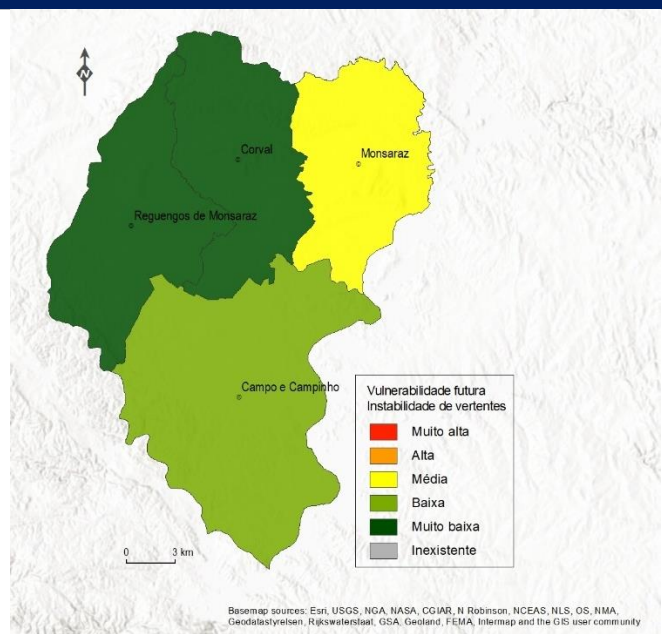 N
Corval
Monsaraz
Reguengos de Monsaraz
Campo e Campinho
Vulnerabilidade futura
Instabilidade de vertentes
Muito alta
Alta
Média
Baixa
Muito baixa
Inexistente
0 3 km
Basemap sources: Esri, USGS, NGA, NASA, CGIAR, N Robinson, NCEAS, NLS, OS, NMA,
Geodatastyrelsen, Rijkswaterstaat, GSA, Geoland, FEMA, Intermap and the GIS user community